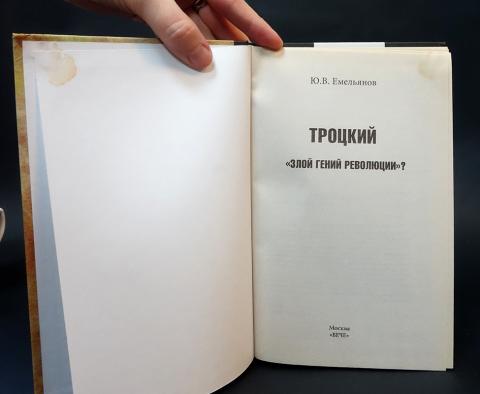 Ю.В. Емельянов
ТРОЦКИЙ
«ЗЛОЙ ГЕНИЙ РЕВОЛЮЦИИ»?
Москва
«ВЕЧЕ»